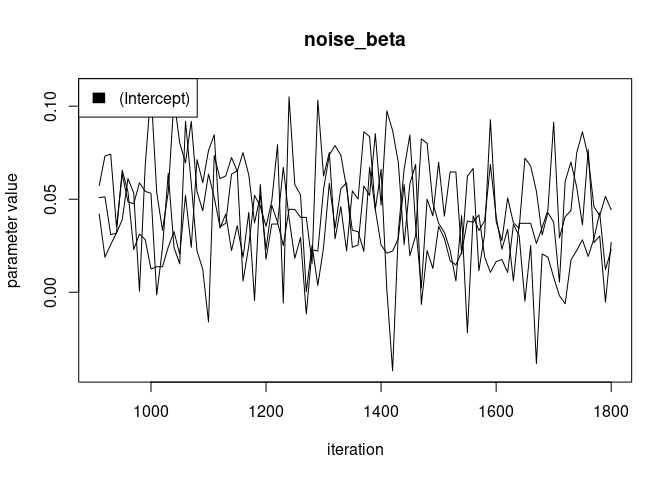 noise_beta
(Intercept)
parameter value
0.10
0.05
0.00
1000 1200 1400 1600 1800
iteration